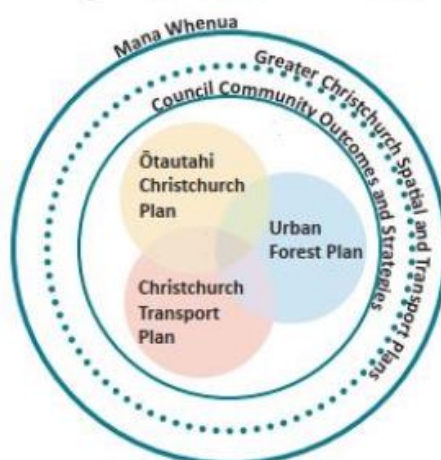 Mana Whenua
Greater Christchurch Spatial and Transport Plans
Council Community Outcomes and Strategies
Ōtautahi
Christchurch
Plan
Urban
Forest Plan
Christchurch
Transport
Plan